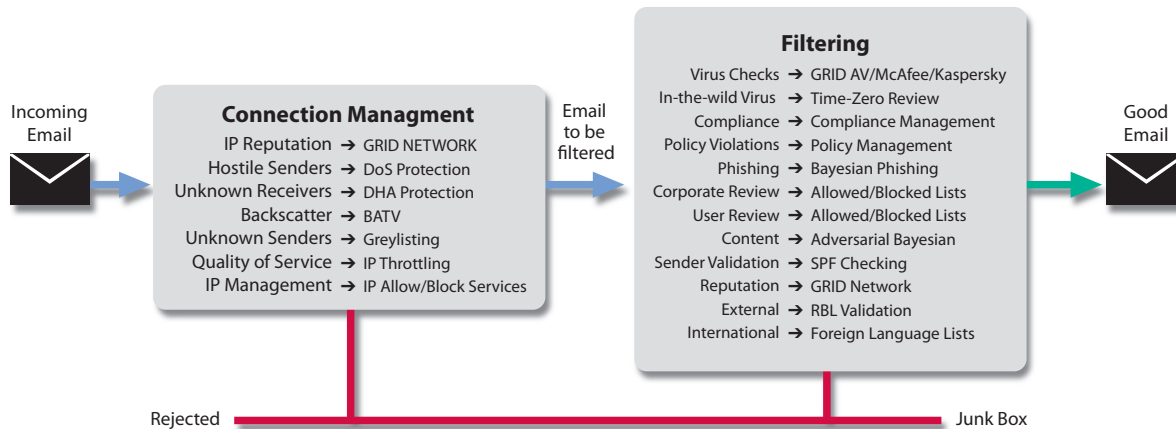 Incoming
Email
Connection Managment
IP Reputation ➔ GRID NETWORK
Hostile Senders ➔ DoS Protection
Unknown Receivers ➔ DHA Protection
Backscatter ➔ BATV
Unknown Senders ➔ Greylisting
Quality of Service ➔ IP Throttling
IP Management ➔ IP Allow/Block Services
Email
to be
filtered
Filtering
Virus Checks ➔ GRID AV/McAfee/Kaspersky
In-the-wild Virus ➔ Time-Zero Review
Compliance ➔ Compliance Management
Policy Violations ➔ Policy Management
Phishing ➔ Bayesian Phishing
Corporate Review ➔ Allowed/Blocked Lists
User Review ➔ Allowed/Blocked Lists
Content ➔ Adversarial Bayesian
Sender Validation ➔ SPF Checking
Reputation ➔ GRID Network
External ➔ RBL Validation
International ➔ Foreign Language Lists
Good
Email
Rejected
Junk Box